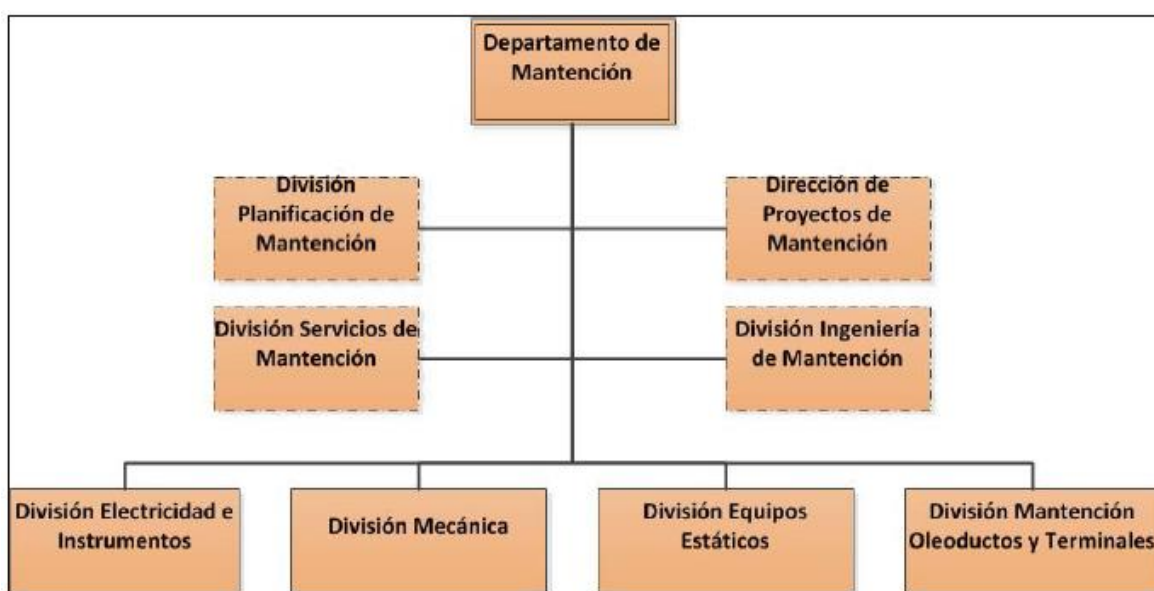 Departamento de
Mantención
División
Planificación de
Mantención
Dirección de
Proyectos de
Mantención
División Servicios de
Mantención
División Ingeniería
de Mantención
División Electricidad e
Instrumentos
División Mecánica
División Equipos
Estáticos
División Mantención
Oleoductos y Terminales